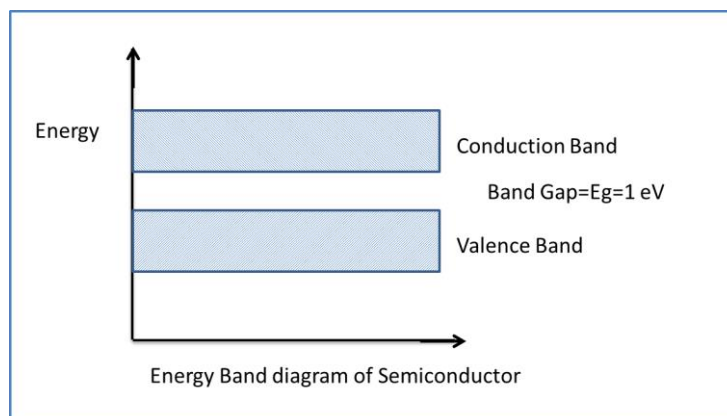 Energy
Conduction Band
Band Gap=Eg=1 eV
Valence Band
Energy Band diagram of Semiconductor